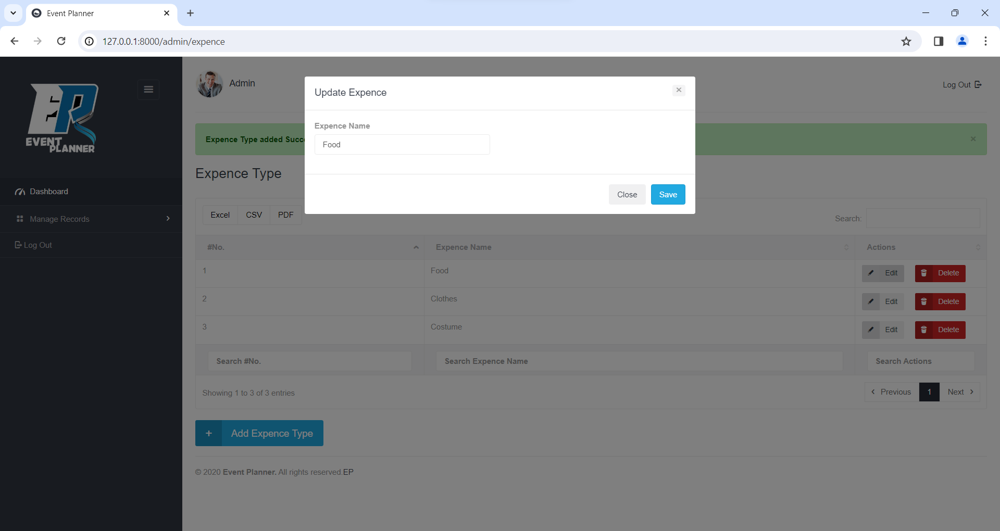 Event Planner
127.0.0.1:8000/admin/expence
EVENT
PLANNER
Admin
Log Out
Update Expence
Expence Name
Food
Close
Save
Expence Type added Succe
Expence Type
Dashboard
Manage Records
Log Out
Excel CSV PDF
Search:
#No. Expence Name Actions
1 Food Edit Delete
2 Clothes Edit Delete
3 Costume Edit Delete
Search #No. Search Expence Name Search Actions
Showing 1 to 3 of 3 entries
Previous 1 Next
+ Add Expence Type
© 2020 Event Planner. All rights reserved.EP